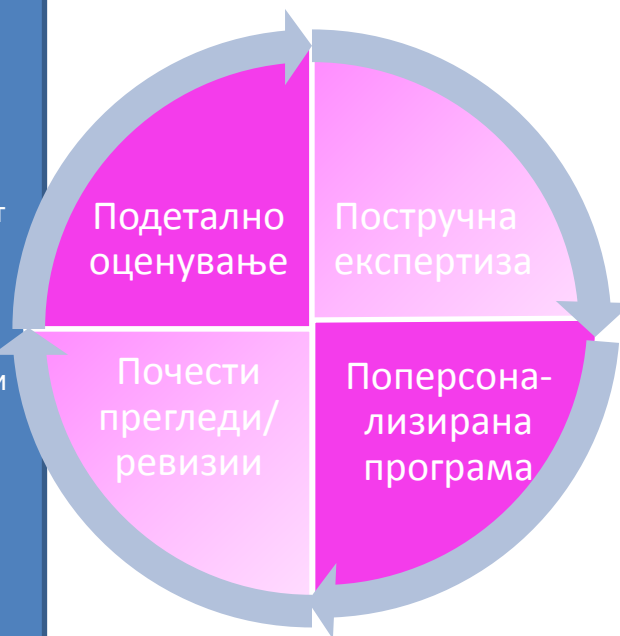 Подетално
оценување
Постручна
експертиза
Почести
прегледи/
ревизии
Поперсона-
лизирана
програма
т
и